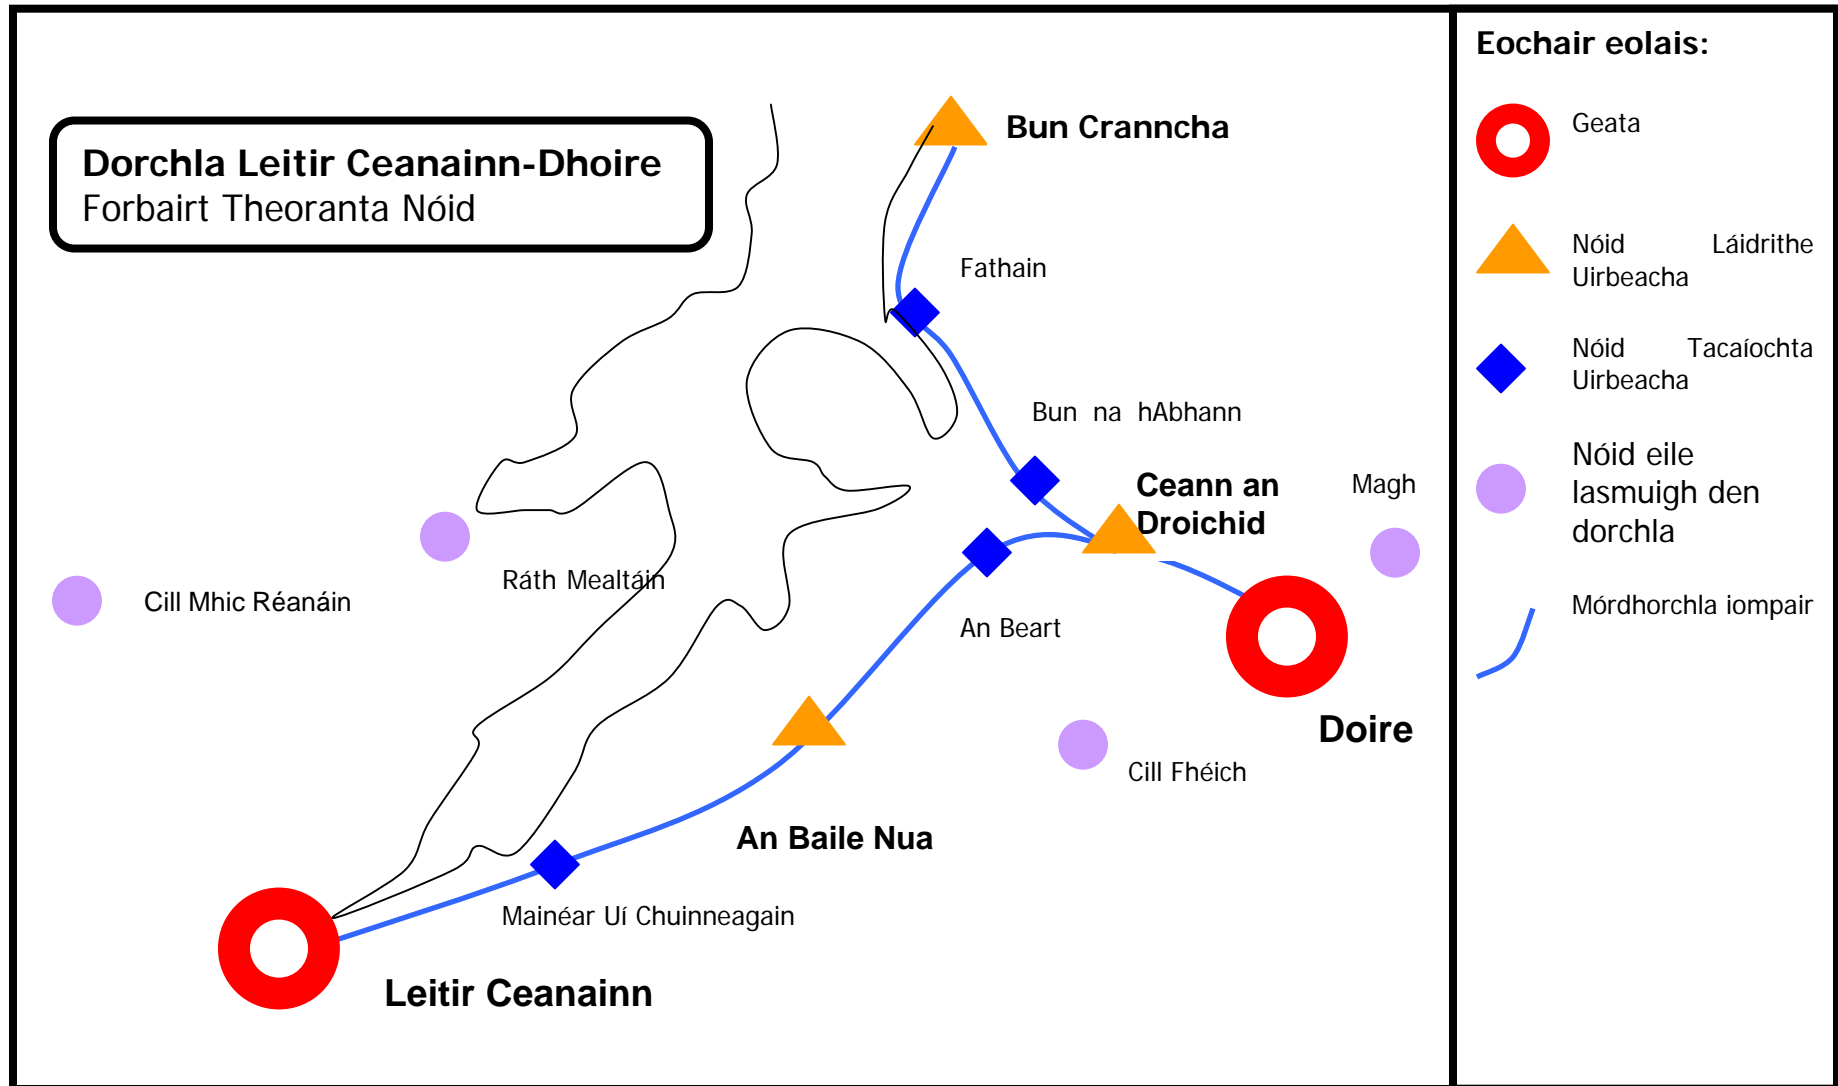 Dorchla Leitir Ceanainn-Dhoire
Forbairt Theoranta Nóid
Bun Cranncha
Fathain
Bun na hAbhann
Ceann an
Droichid
Magh
Ráth Mealtáin
Cill Mhic Réanáin
An Beart
Doire
Cill Fhéich
An Baile Nua
Mainéar Uí Chuinneagain
Leitir Ceanainn
Eochair eolais:
Geata
Nóid Láidrithe
Uirbeacha
Nóid Tacaíochta
Uirbeacha
Nóid eile
lasmuigh den
dorchla
Mórdhorchla iompair